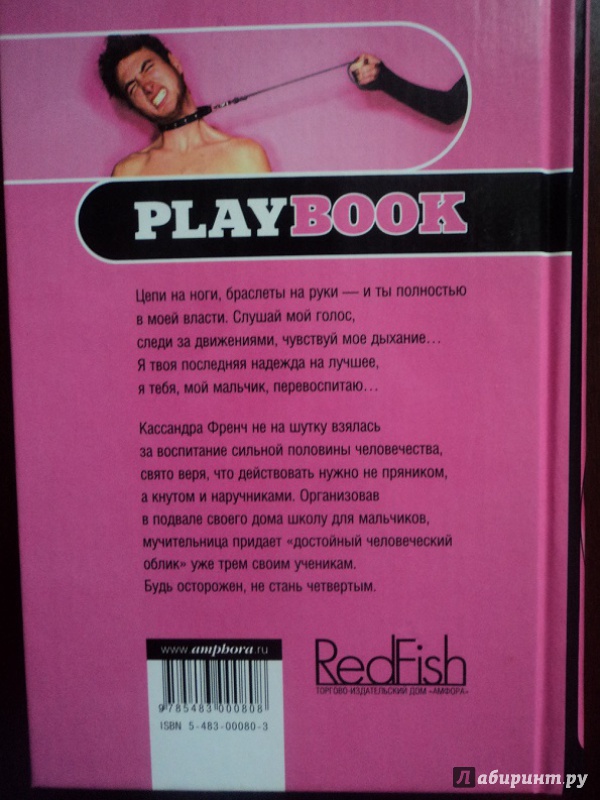 PLAYBOOK
Цепи на ноги, браслеты на руки — и ты полностью
в моей власти. Слушай мой голос,
следи за движениями, чувствуй мое дыхание...
Я твоя последняя надежда на лучшее,
я тебя, мой мальчик, перевоспитаю...
Кассандра Френч не на шутку взялась
за воспитание сильной половины человечества,
свято веря, что действовать нужно не пряником,
а кнутом и наручниками. Организовав
в подвале своего дома школу для мальчиков,
мучительница придает «достойный человеческий
облик» уже трем своим ученикам.
Будь осторожен, не стань четвертым.
www.amphora.ru
9 785483 000808
ISBN 5-483-00080-3
RedFish
ТОРГОВО-ИЗДАТЕЛЬСКИЙ ДОМ «АМФОРА»
Лабиринт.ру